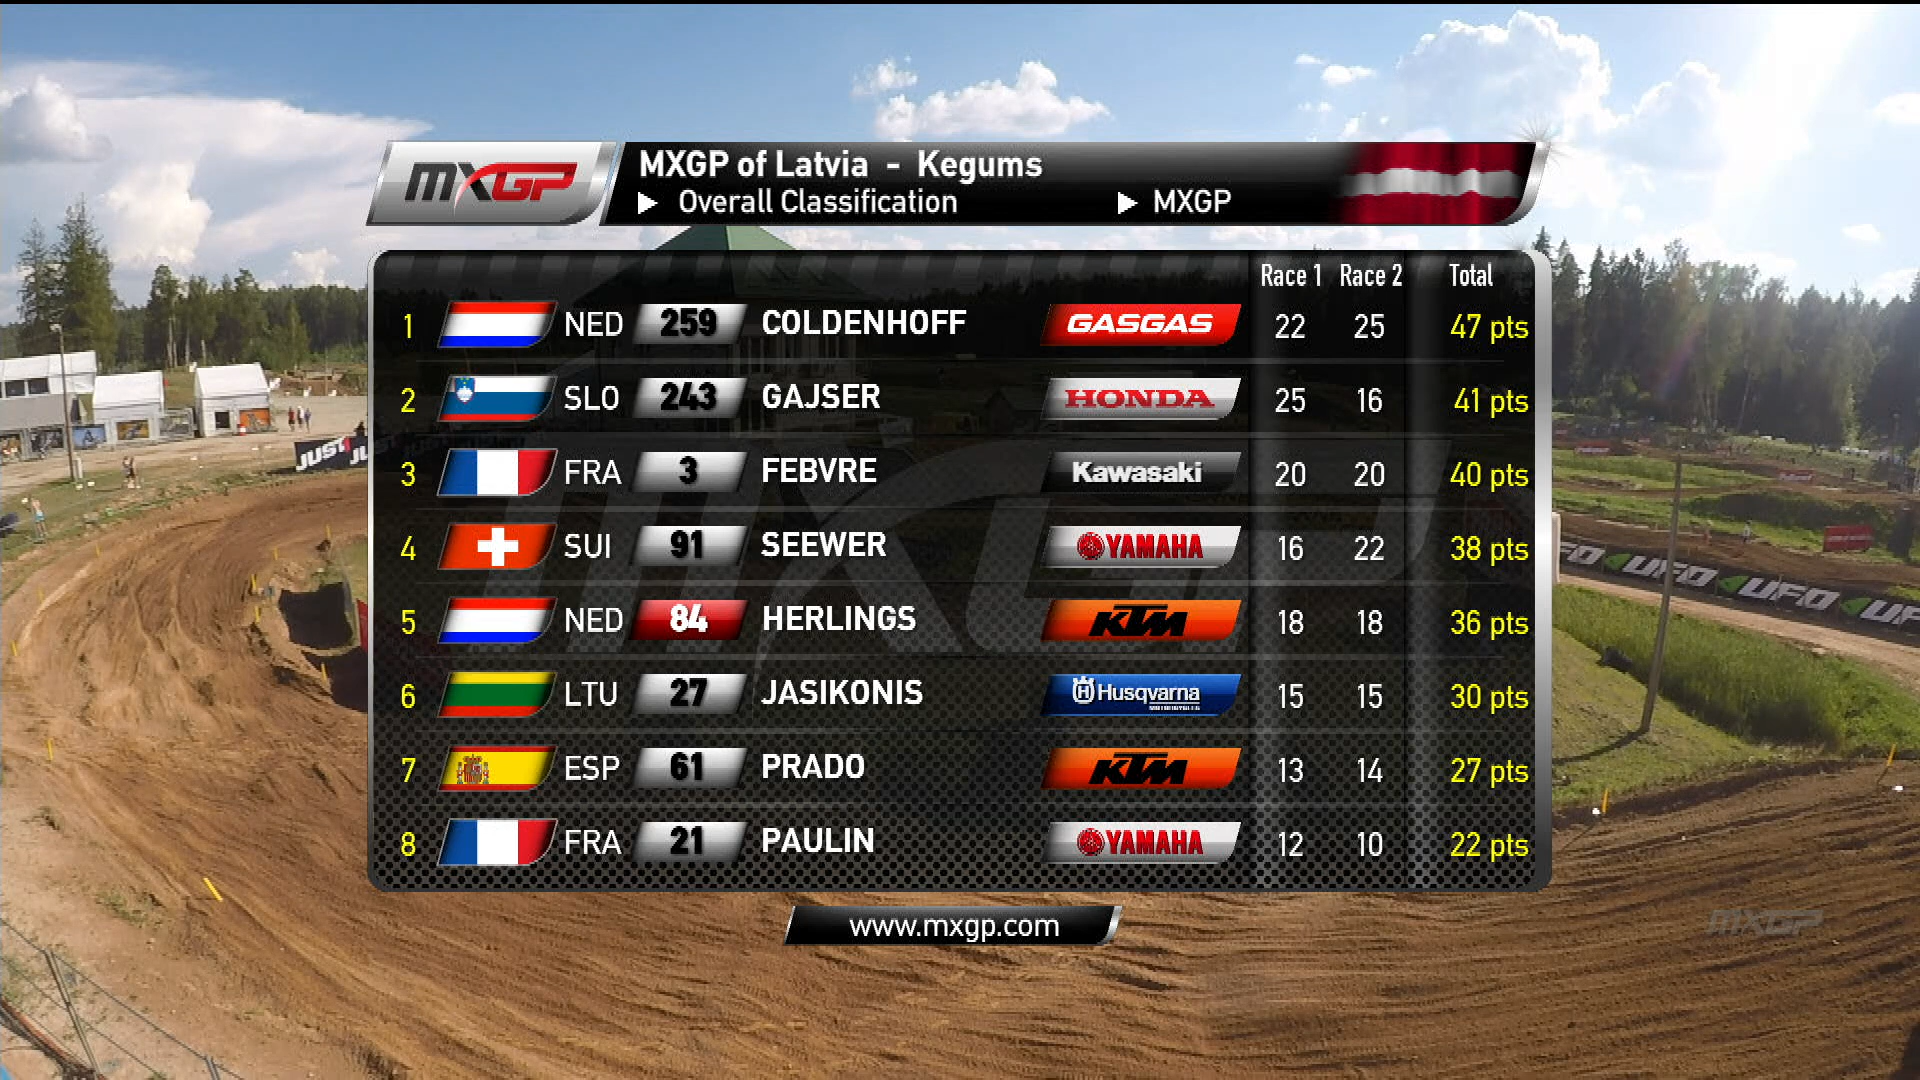 MXGP
MXGP of Latvia - Kegums
Overall Classification MXGP
Race 1 Race 2 Total
1 NED 259 COLDENHOFF GASGAS 22 25 47 pts
2 SLO 243 GAJSER HONDA 25 16 41 pts
3 FRA 3 FEBVRE Kawasaki 20 20 40 pts
4 SUI 91 SEEWER YAMAHA 16 22 38 pts
5 NED 84 HERLINGS KTM 18 18 36 pts
6 LTU 27 JASIKONIS Husqvarna 15 15 30 pts
7 ESP 61 PRADO KTM 13 14 27 pts
8 FRA 21 PAULIN YAMAHA 12 10 22 pts
www.mxgp.com
JUST1 JU
FO UFO UFO UF
MXGP